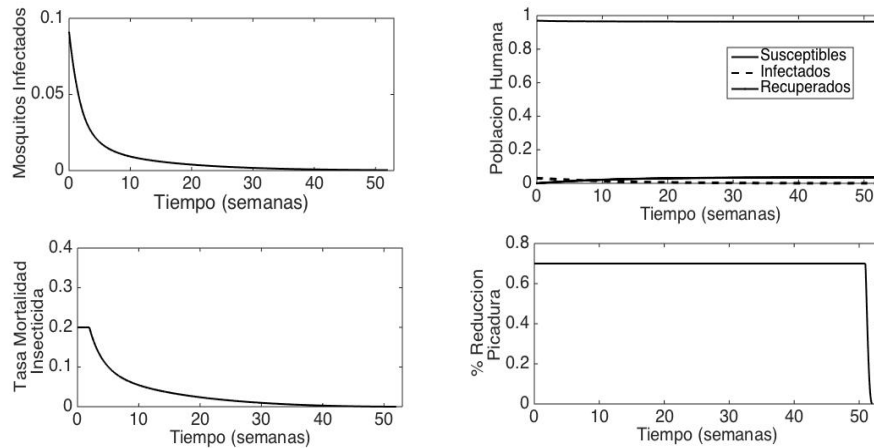 0.1
0.05
0
Mosquitos Infectados
0 10 20 30 40 50
Tiempo (semanas)
1
0.8
0.6
0.4
0.2
0
Poblacion Humana
Susceptibles
Infectados
Recuperados
0 10 20 30 40 50
Tiempo (semanas)
0.4
0.3
0.2
0.1
0
Tasa Mortalidad
Insecticida
0 10 20 30 40 50
Tiempo (semanas)
0.8
0.6
0.4
0.2
0
% Reduccion
Picadura
0 10 20 30 40 50
Tiempo (semanas)